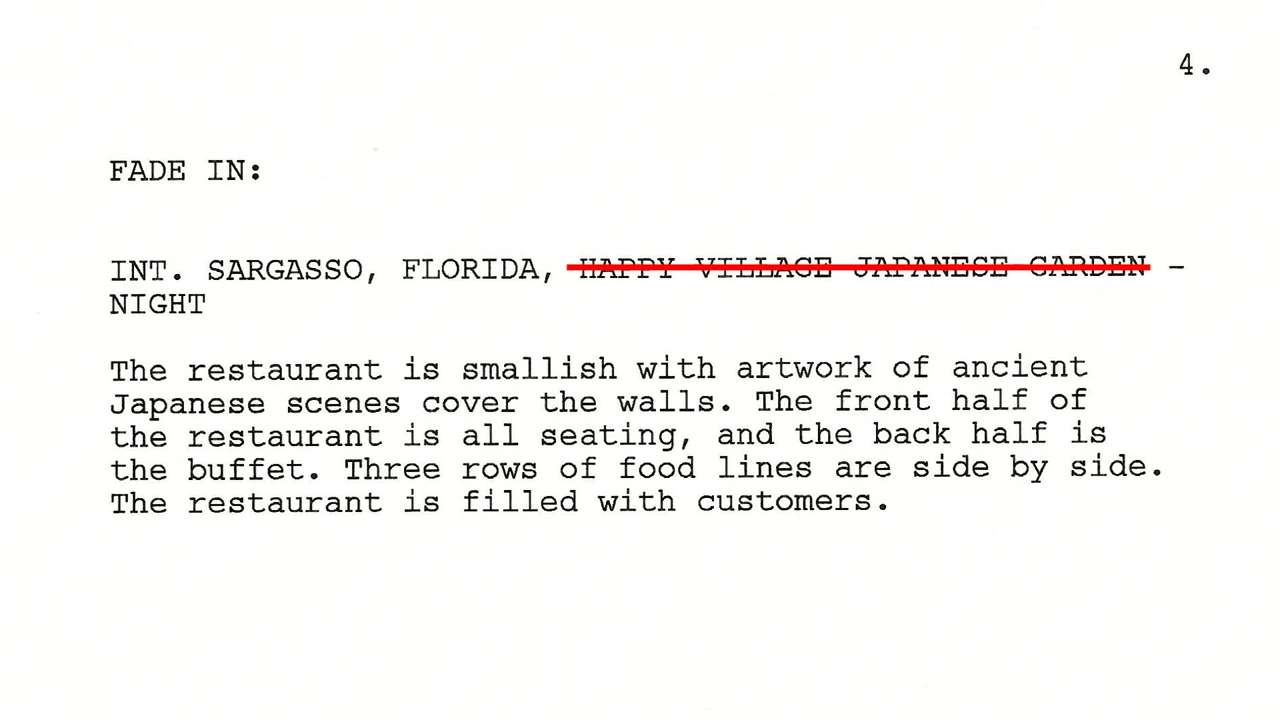 4.
FADE IN:
INT. SARGASSO, FLORIDA, HAPPY VILLAGE JAPANESE GARDEN -
NIGHT
The restaurant is smallish with artwork of ancient
Japanese scenes cover the walls. The front half of
the restaurant is all seating, and the back half is
the buffet. Three rows of food lines are side by side.
The restaurant is filled with customers.